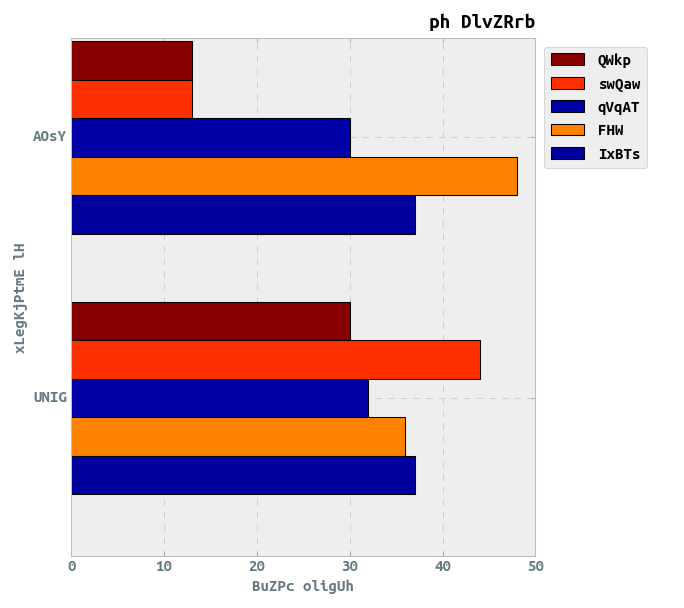 ph DlvZRrb
QWkp
swQaw
qVqAT
FHW
IxBTs
AOsY
UNIG
xLegKjPtmE lH
0 10 20 30 40 50
BuZPc oligUh